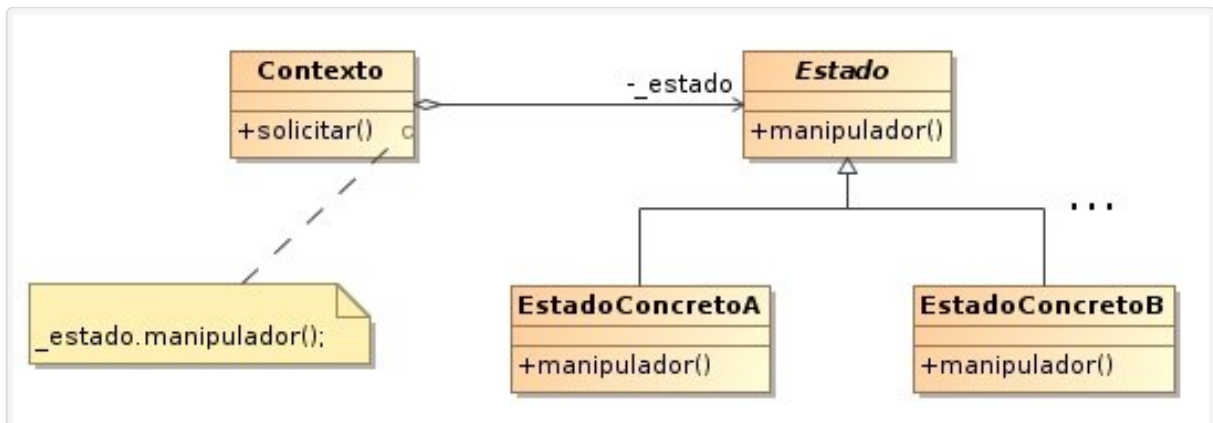 Contexto
+solicitar()
-_estado
Estado
+manipulador()
...
_estado.manipulador();
EstadoConcretoA
+manipulador()
EstadoConcretoB
+manipulador()